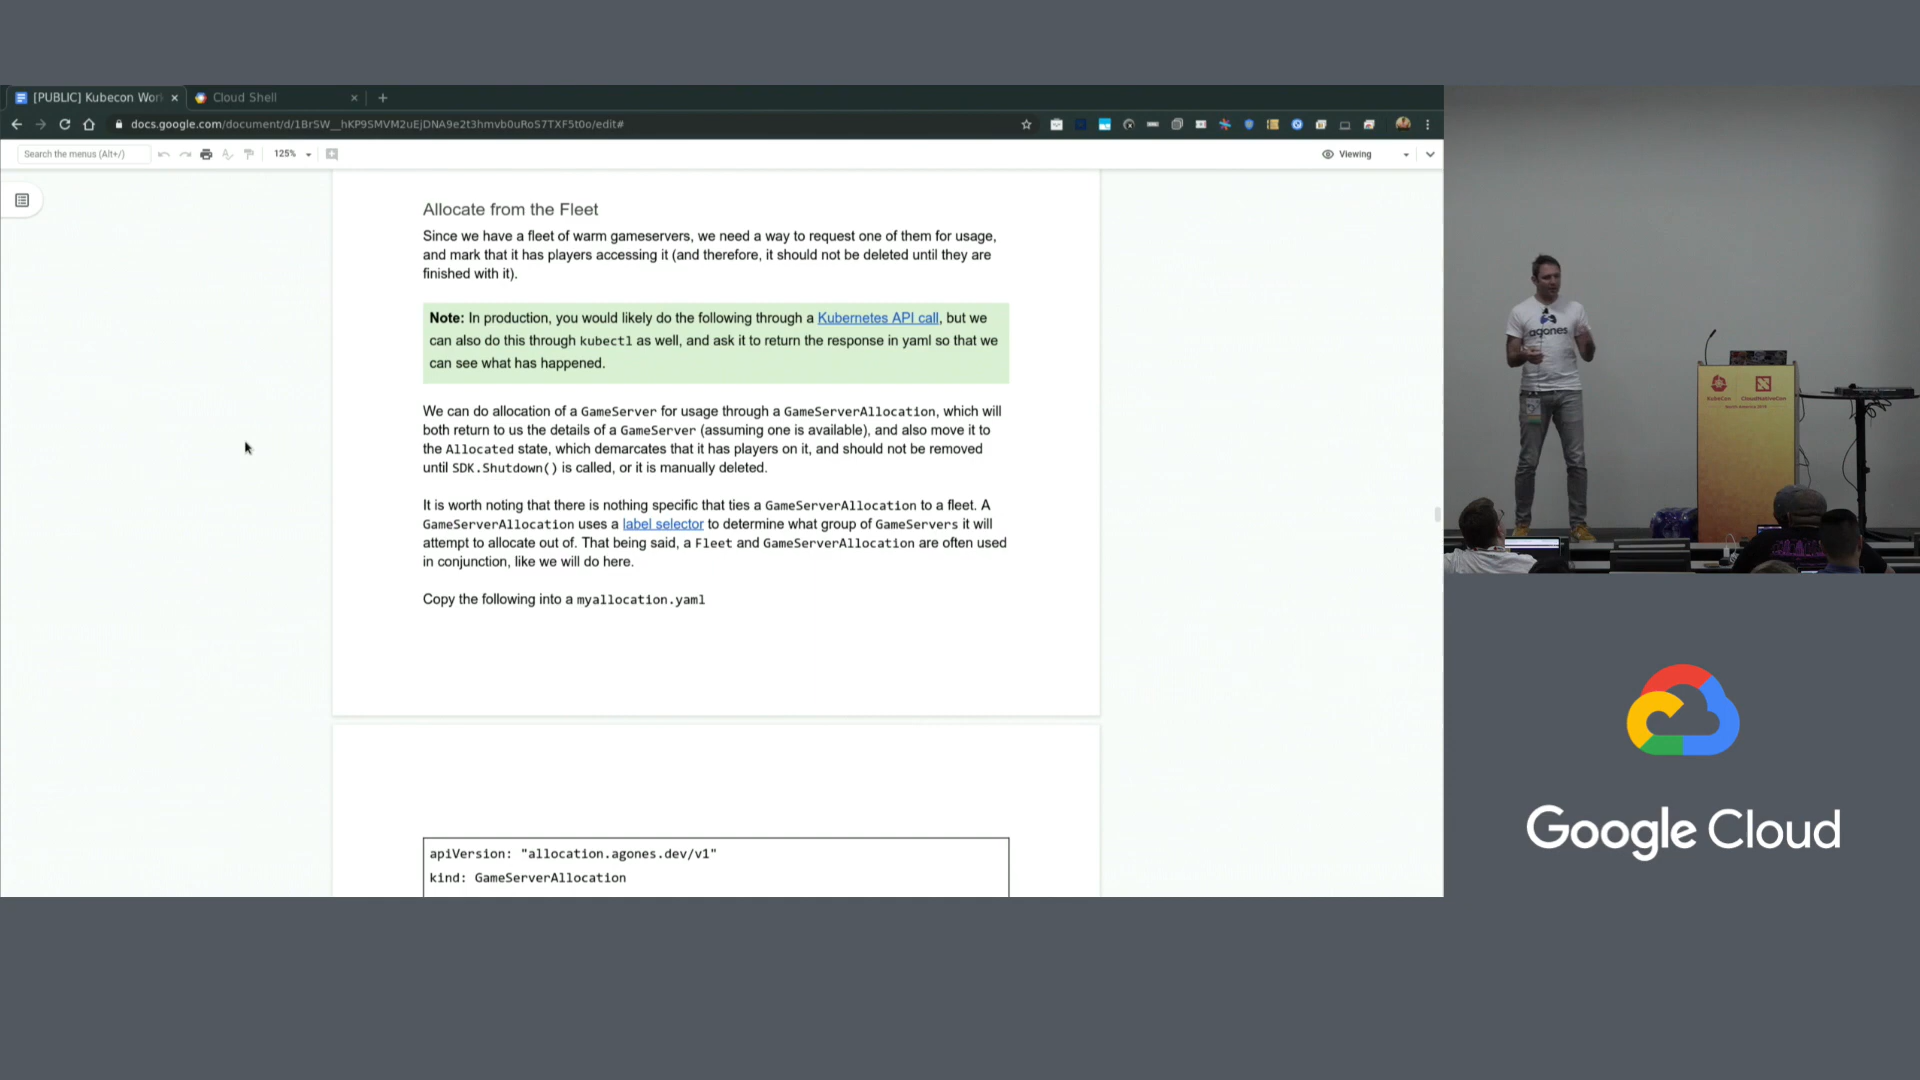 [PUBLIC] Kubecon Wor
Cloud Shell
docs.google.com/document/d/1BrSW__hKP9SMVM2uEjDNA9e2t3hmvb0uRoS7TXF5t0o/edit#
Search the menus (Alt+/)
125%
Viewing
Allocate from the Fleet
Since we have a fleet of warm gameservers, we need a way to request one of them for usage,
and mark that it has players accessing it (and therefore, it should not be deleted until they are
finished with it).
Note: In production, you would likely do the following through a Kubernetes API call, but we
can also do this through kubectl as well, and ask it to return the response in yaml so that we
can see what has happened.
We can do allocation of a GameServer for usage through a GameServerAllocation, which will
both return to us the details of a GameServer (assuming one is available), and also move it to
the Allocated state, which demarcates that it has players on it, and should not be removed
until SDK.Shutdown() is called, or it is manually deleted.
It is worth noting that there is nothing specific that ties a GameServerAllocation to a fleet. A
GameServerAllocation uses a label selector to determine what group of GameServers it will
attempt to allocate out of. That being said, a Fleet and GameServerAllocation are often used
in conjunction, like we will do here.
Copy the following into a myallocation.yaml
apiVersion: "allocation.agones.dev/v1"
kind: GameServerAllocation
agones
KubeCon
CloudNativeCon
North America 2019
Google Cloud